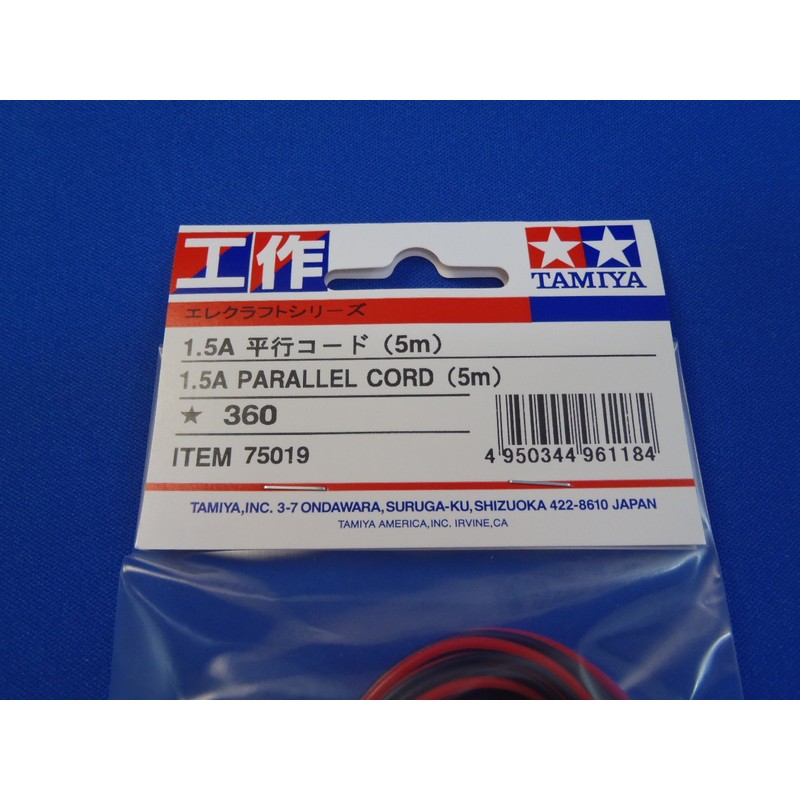 工作
TAMIYA
エレクラフトシリーズ
1.5A 平行コード (5m)
1.5A PARALLEL CORD (5m)
★ 360
ITEM 75019
4 950344 961184
TAMIYA,INC. 3-7 ONDAWARA,SURUGA-KU,SHIZUOKA 422-8610 JAPAN
TAMIYA AMERICA,INC. IRVINE,CA